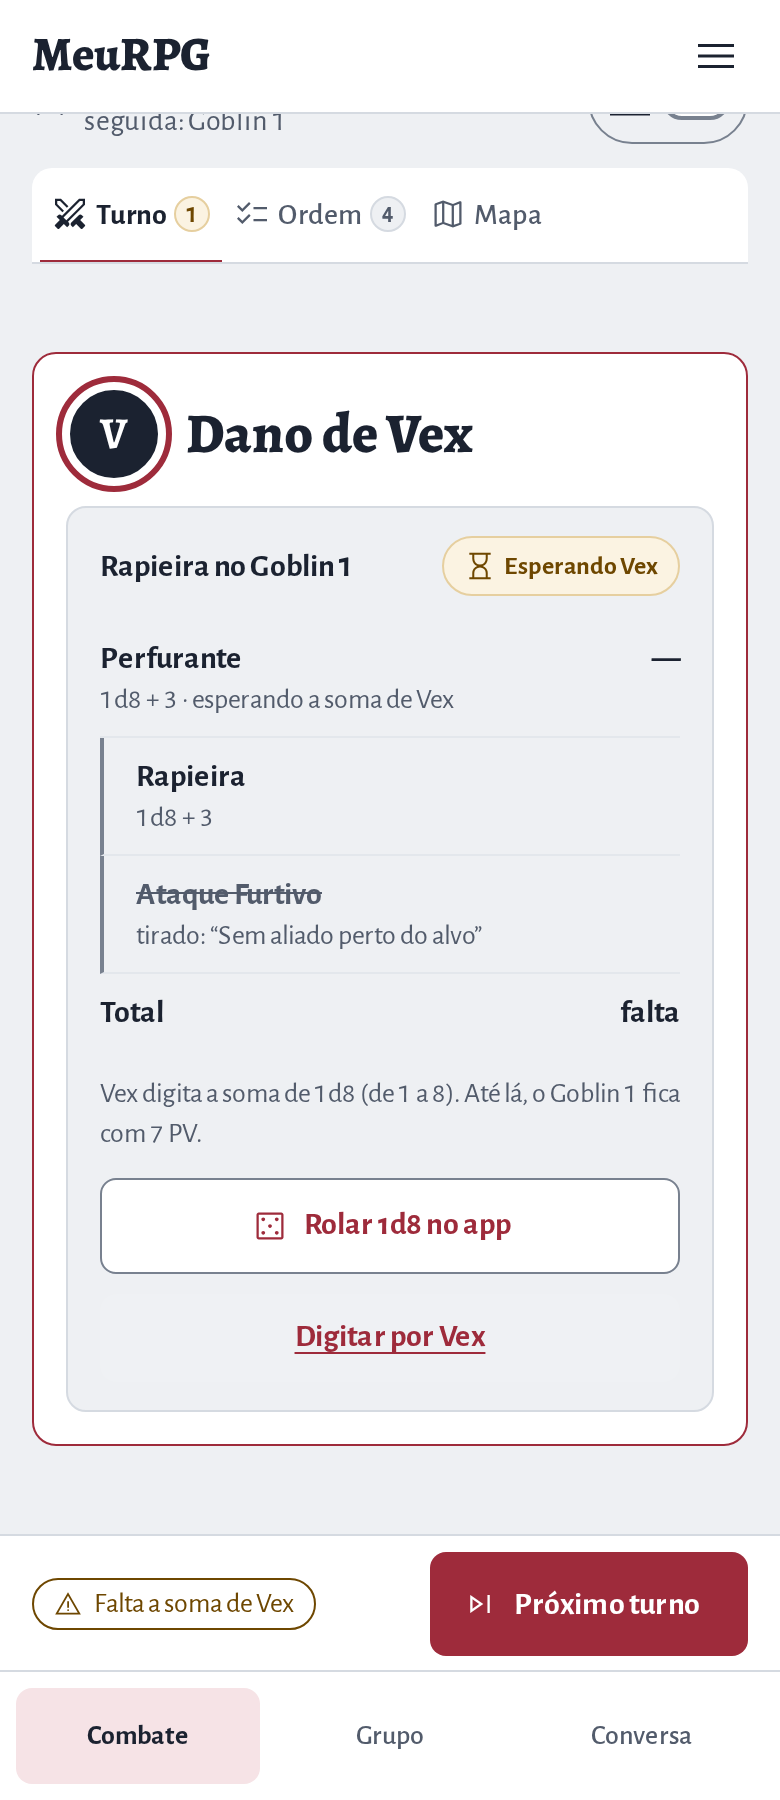 MeuRPG
seguida: Goblin 1
Turno 1 Ordem 4 Mapa
V Dano de Vex
Rapieira no Goblin 1 Esperando Vex
Perfurante —
1d8 + 3 · esperando a soma de Vex
Rapieira
1d8 + 3
Ataque Furtivo
tirado: “Sem aliado perto do alvo”
Total falta
Vex digita a soma de 1d8 (de 1 a 8). Até lá, o Goblin 1 fica
com 7 PV.
Rolar 1d8 no app
Digitar por Vex
Falta a soma de Vex Próximo turno
Combate Grupo Conversa